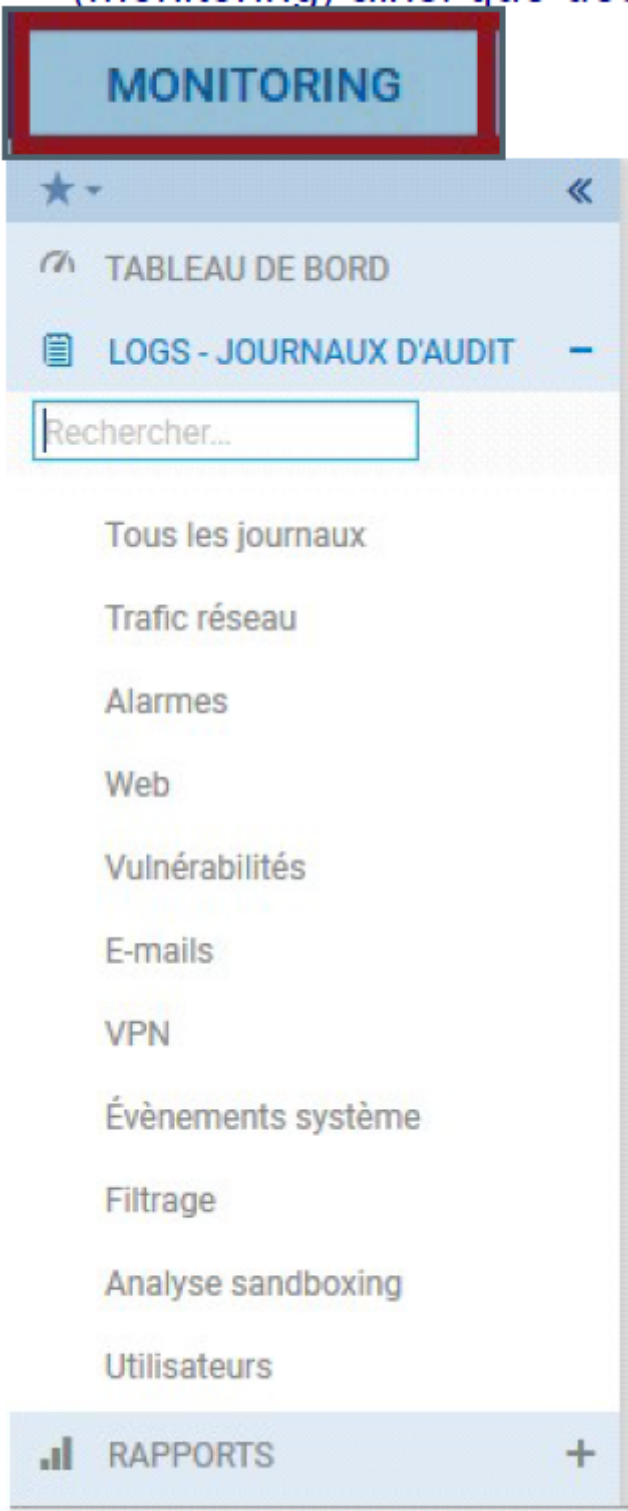 MONITORING
TABLEAU DE BORD
LOGS - JOURNAUX D'AUDIT
Rechercher...
Tous les journaux
Trafic réseau
Alarmes
Web
Vulnérabilités
E-mails
VPN
Évènements système
Filtrage
Analyse sandboxing
Utilisateurs
RAPPORTS